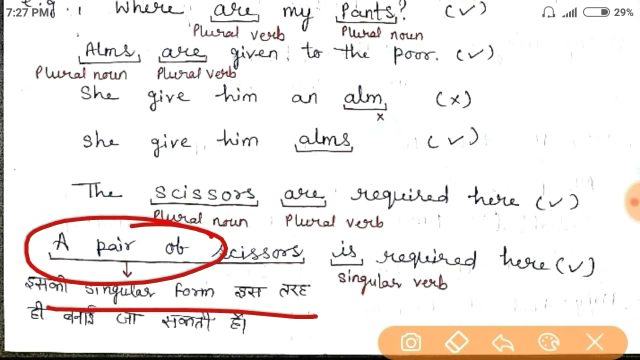 7:27 PM 29%
Where are my Pants? (✓)
Plural verb Plural noun
Alms are given to the poor. (✓)
Plural noun Plural verb
She give him an alm (x)
x
She give him alms (✓)
The scissors are required here (✓)
Plural noun Plural verb
A pair of scissors is required here (✓)
singular verb
इसकी singular form इस तरह
ही बनाई जा सकती है।